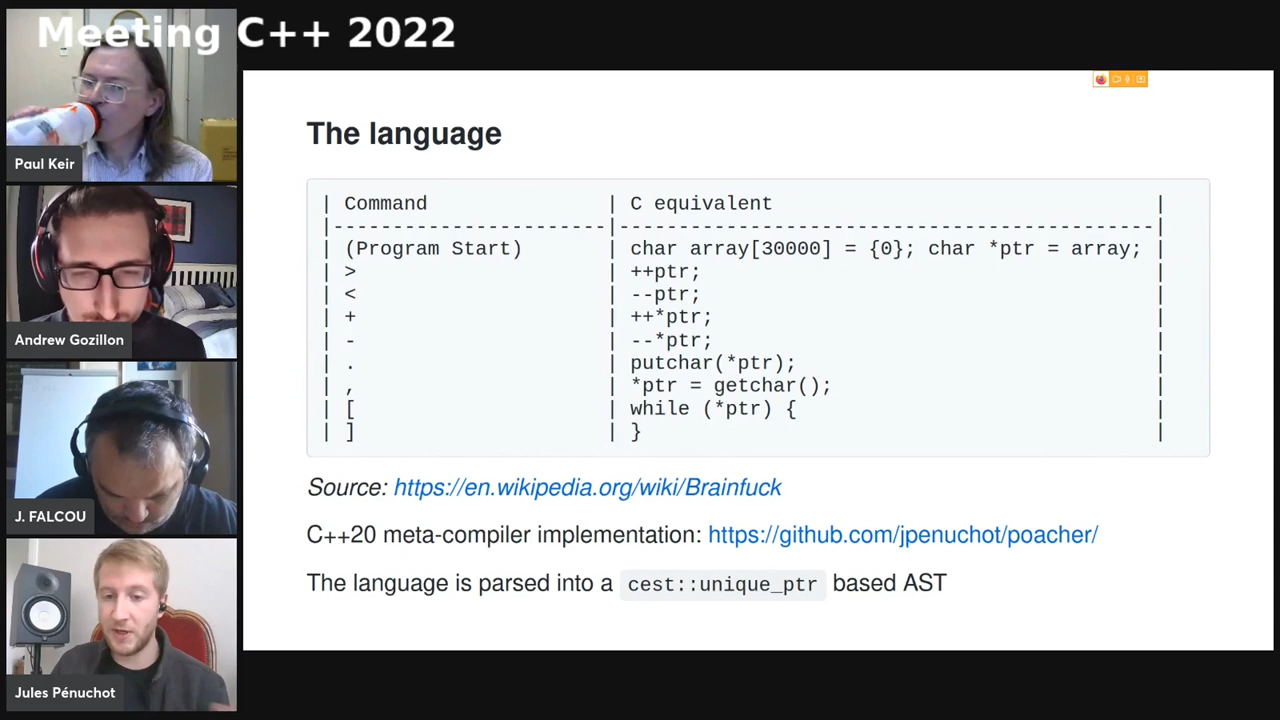 Meeting C++ 2022
Paul Keir
Andrew Gozillon
J. FALCOU
Jules Pénuchot
The language
| Command | C equivalent |
|-----------------------|---------------------------------------------|
| (Program Start) | char array[30000] = {0}; char *ptr = array; |
| > | ++ptr; |
| < | --ptr; |
| + | ++*ptr; |
| - | --*ptr; |
| . | putchar(*ptr); |
| , | *ptr = getchar(); |
| [ | while (*ptr) { |
| ] | } |
Source: https://en.wikipedia.org/wiki/Brainfuck
C++20 meta-compiler implementation: https://github.com/jpenuchot/poacher/
The language is parsed into a cest::unique_ptr based AST